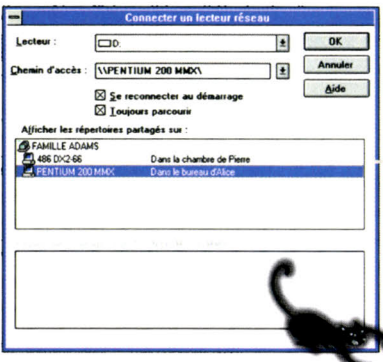 Connecter un lecteur réseau
Lecteur : D: OK
Chemin d'accès : \\PENTIUM 200 MMX\ Annuler
Se reconnecter au démarrage Aide
Toujours parcourir
Afficher les répertoires partagés sur :
FAMILLE ADAMS
486 DX2-66 Dans la chambre de Pierre
PENTIUM 200 MMX Dans le bureau d'Alice